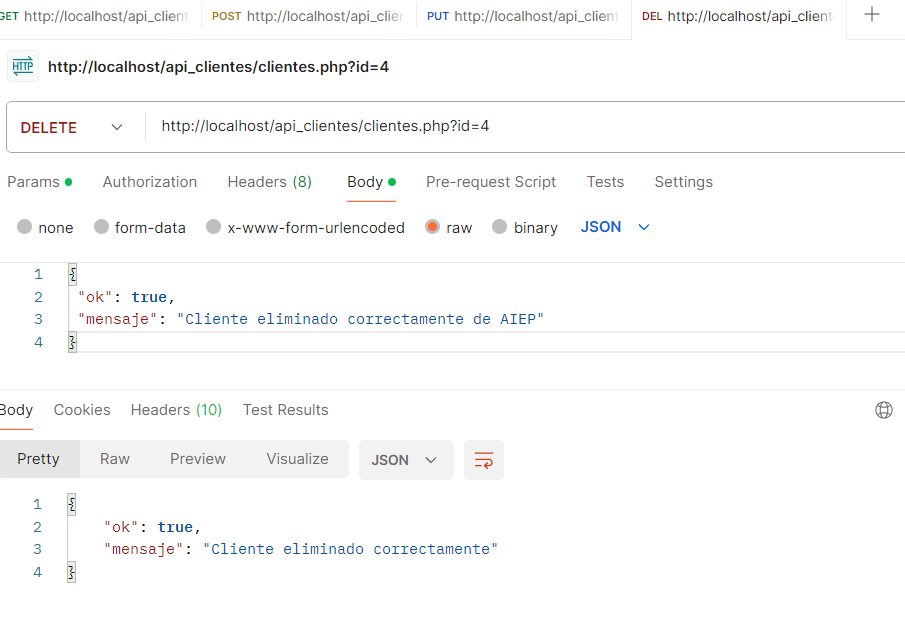 GET http://localhost/api_client POST http://localhost/api_clie PUT http://localhost/api_client DEL http://localhost/api_cliente +
HTTP http://localhost/api_clientes/clientes.php?id=4
DELETE http://localhost/api_clientes/clientes.php?id=4
Params Authorization Headers (8) Body Pre-request Script Tests Settings
none form-data x-www-form-urlencoded raw binary JSON
1 {
2 "ok": true,
3 "mensaje": "Cliente eliminado correctamente de AIEP"
4 }
Body Cookies Headers (10) Test Results
Pretty Raw Preview Visualize JSON
1 {
2 "ok": true,
3 "mensaje": "Cliente eliminado correctamente"
4 }